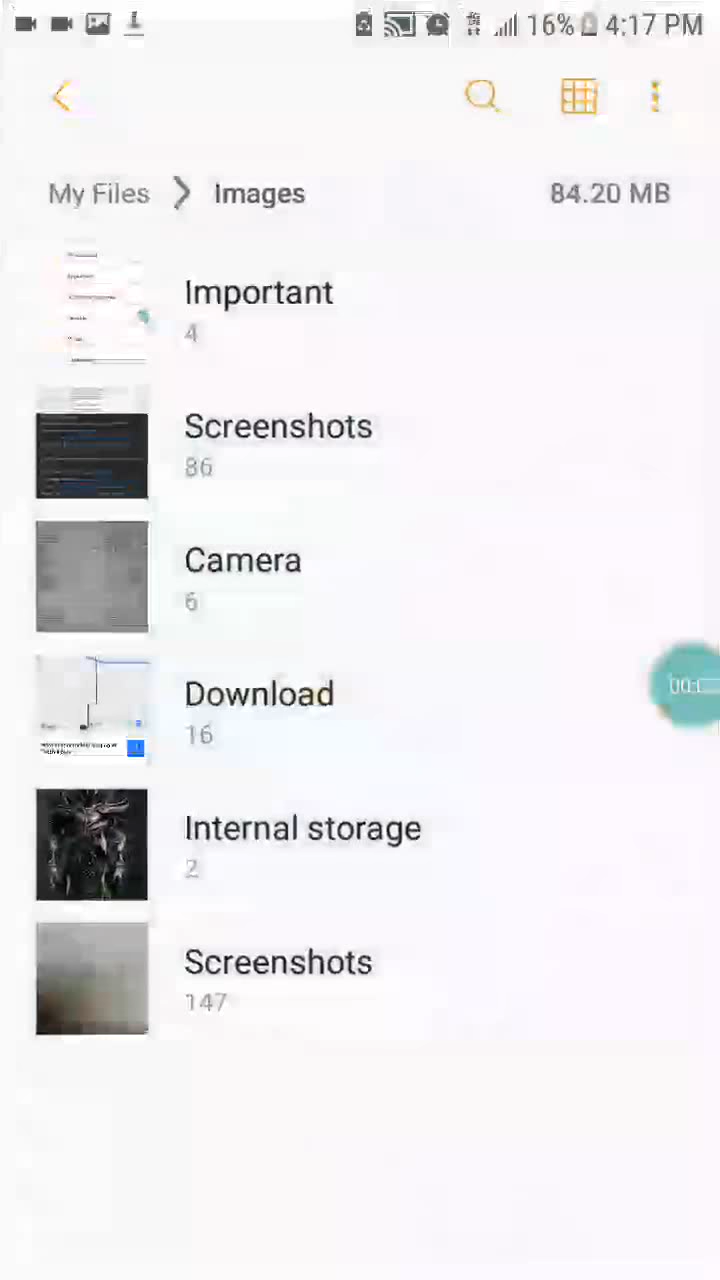 16% 4:17 PM
My Files Images 84.20 MB
Important
4
Screenshots
86
Camera
6
Download
16
Internal storage
2
Screenshots
147